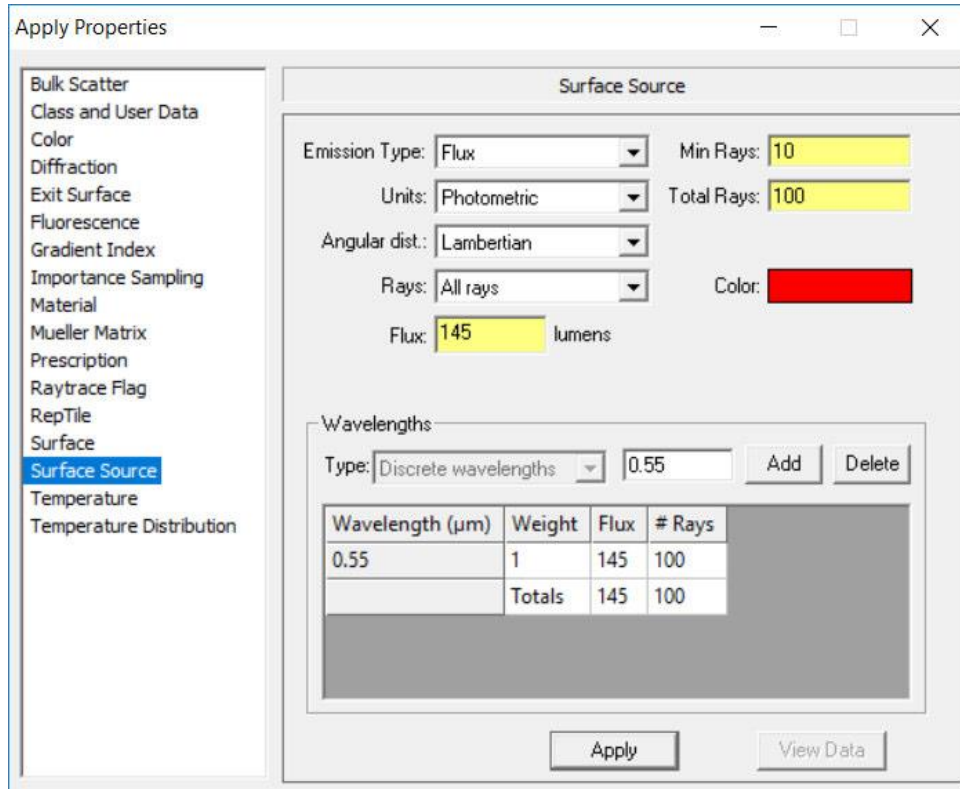 Apply Properties
Bulk Scatter
Class and User Data
Color
Diffraction
Exit Surface
Fluorescence
Gradient Index
Importance Sampling
Material
Mueller Matrix
Prescription
Raytrace Flag
RepTile
Surface
Surface Source
Temperature
Temperature Distribution
Surface Source
Emission Type: Flux Min Rays: 10
Units: Photometric Total Rays: 100
Angular dist.: Lambertian
Rays: All rays Color:
Flux: 145 lumens
Wavelengths
Type: Discrete wavelengths 0.55 Add Delete
Wavelength (µm) Weight Flux # Rays
0.55 1 145 100
Totals 145 100
Apply View Data